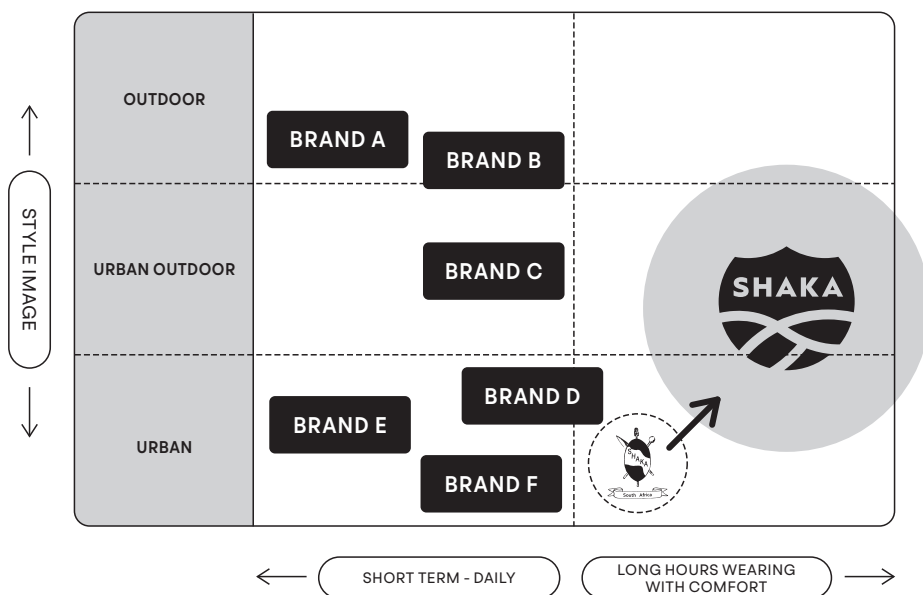 OUTDOOR
BRAND A
BRAND B
STYLE IMAGE
URBAN OUTDOOR
BRAND C
SHAKA
BRAND D
BRAND E
URBAN
SHAKA
BRAND F
South Africa
SHORT TERM - DAILY
LONG HOURS WEARING
WITH COMFORT